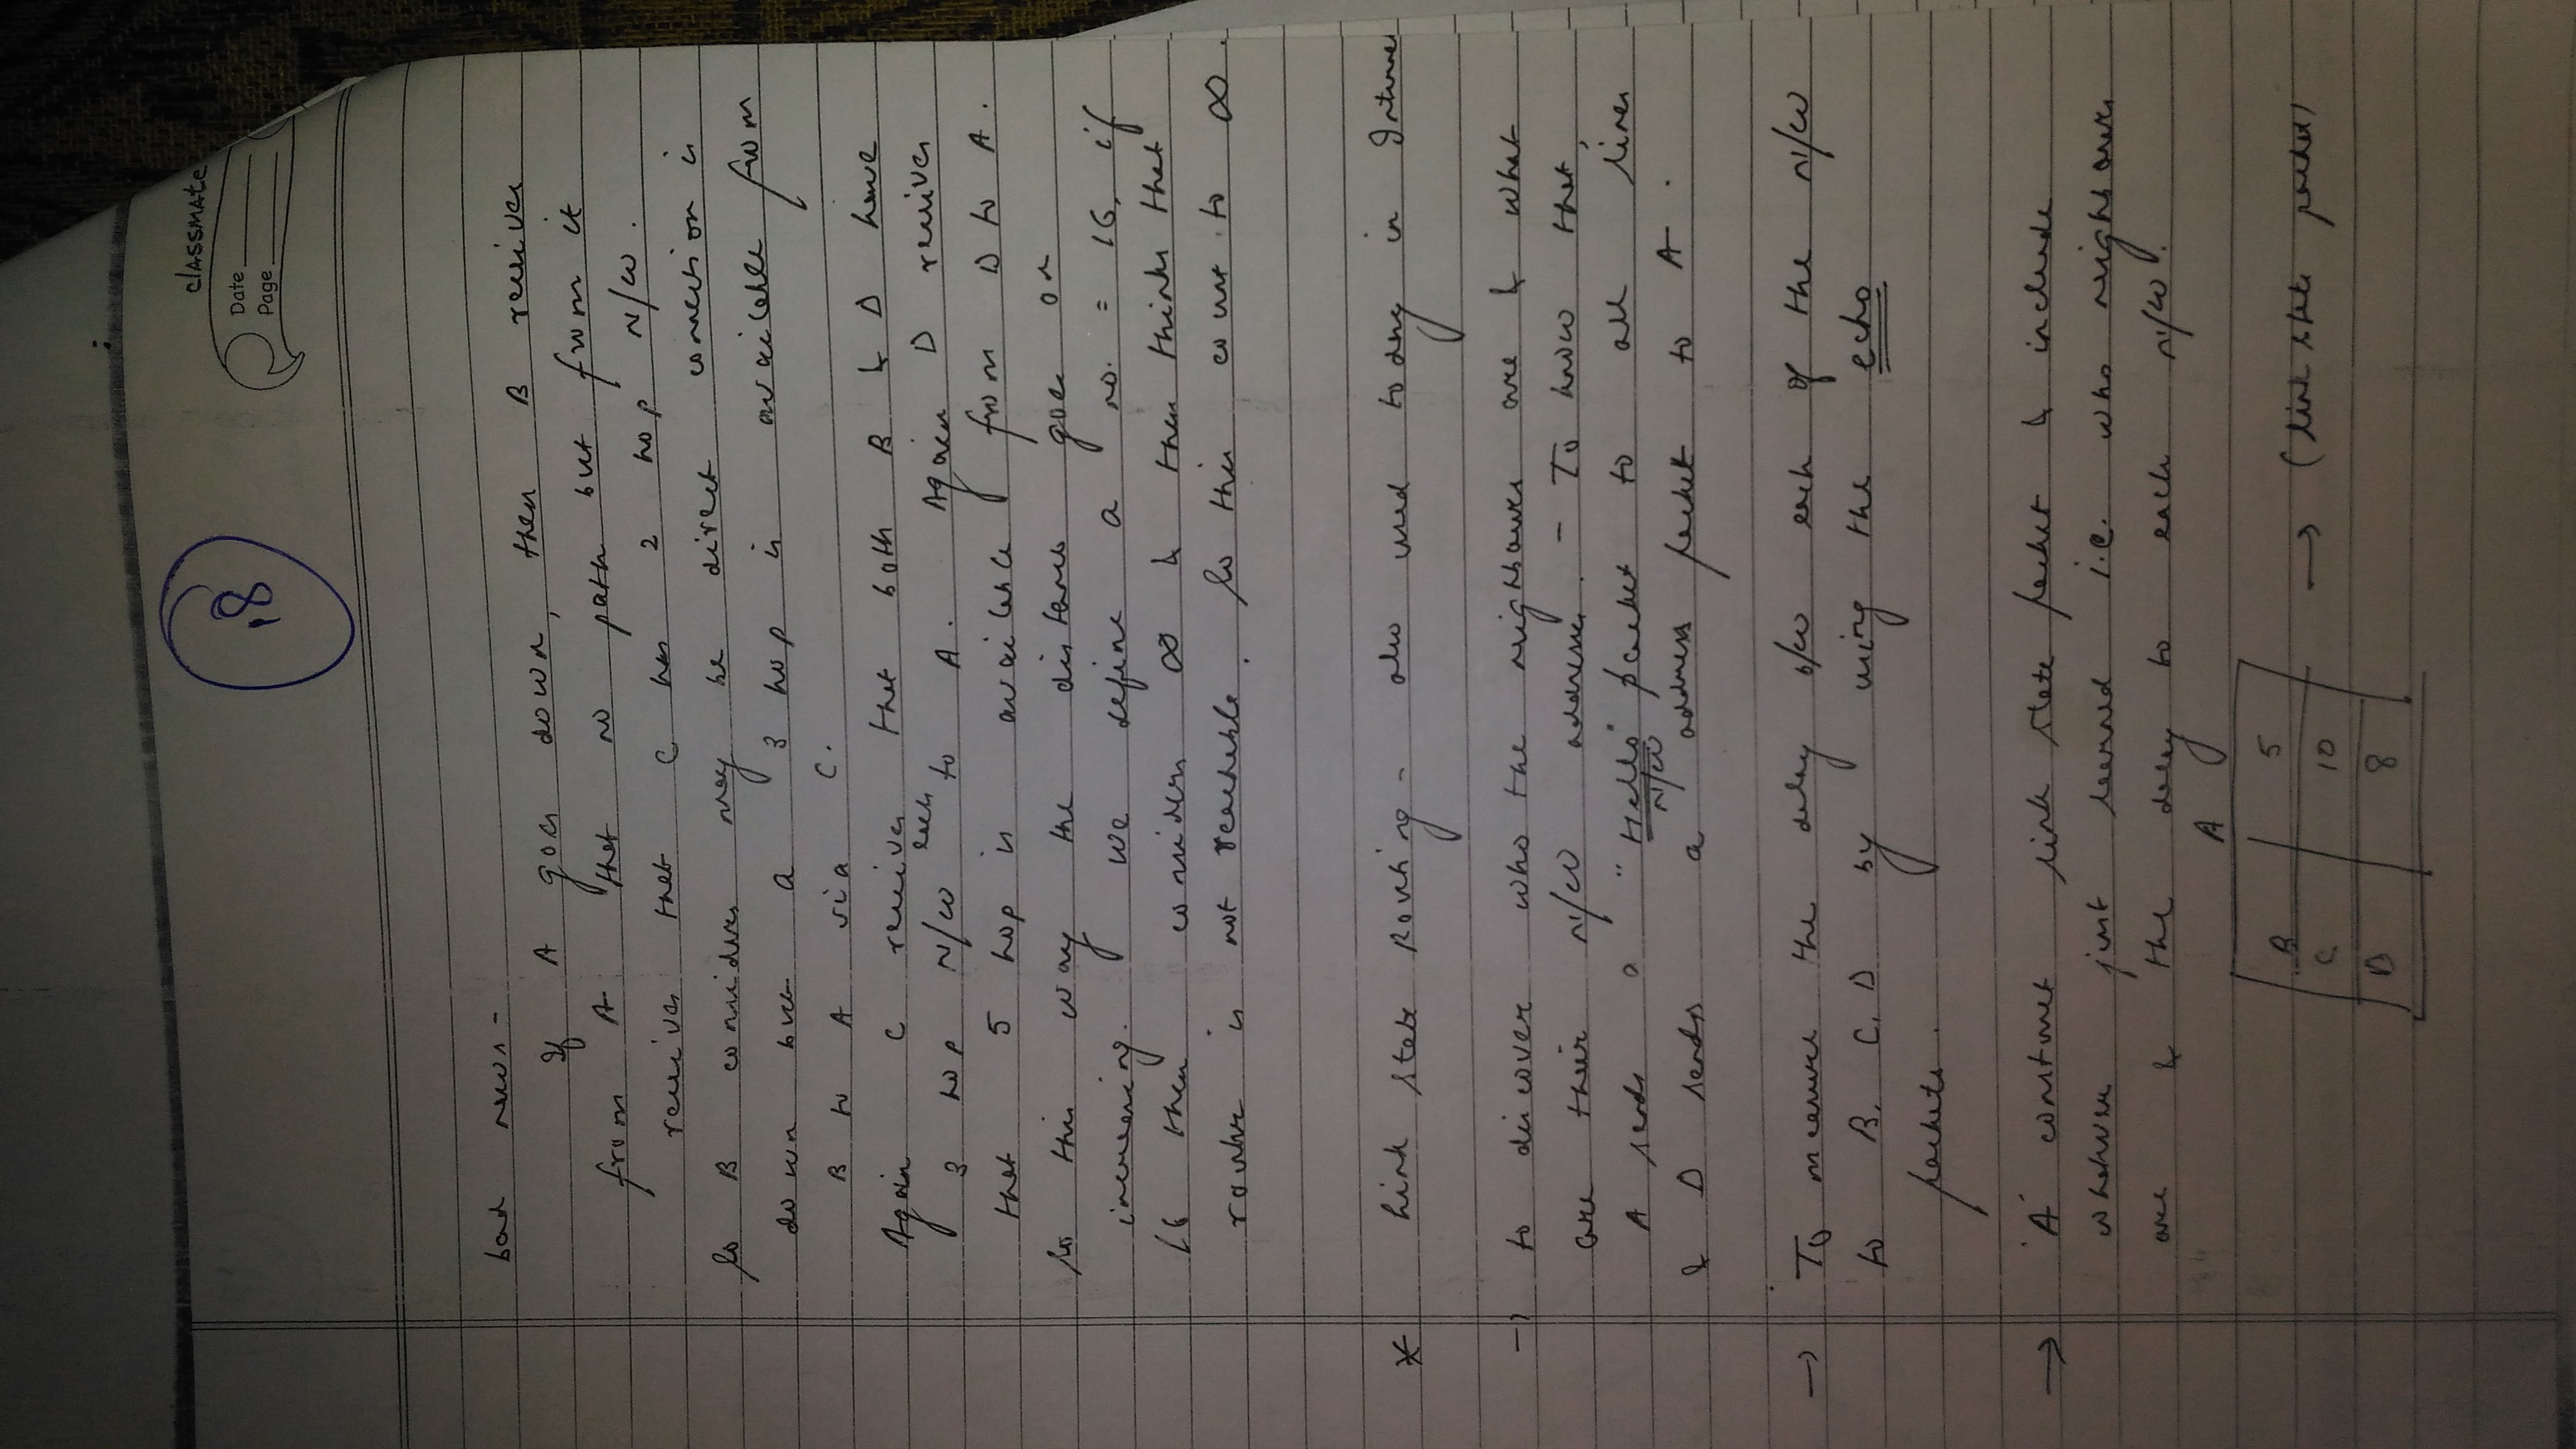 classmate
Date
Page
18
bad news -
If A goes down, then B receives
from A that no path but from it
receives that C has 2 hop N/W.
So B considers may be direct connection is
down but a 3 hop is available from
B to A via C.
Again C receives that both B & D have
3 hop N/W each to A. Again D receives
that 5 hop is available from D to A.
So this way the distance goes on
increasing. we define a no. = 16, if
16 then considers ∞ & then thinks that
router is not reachable. So this count to ∞
* Link state Routing - also used today in Internet
→ to discover who the neighbours are & what
are their N/W address. - To know that,
A sends a "Hello" packet to all lines
& D sends a N/W address packet to A.
→ To measure the delay b/w each of the N/W
to B, C, D by using the echo
packets.
→ 'A' construct link state packet & include
whatever just learned i.e. who neighbours
are & the delay to each N/W.
A
B 5
C 10 → (link state packet)
D 8